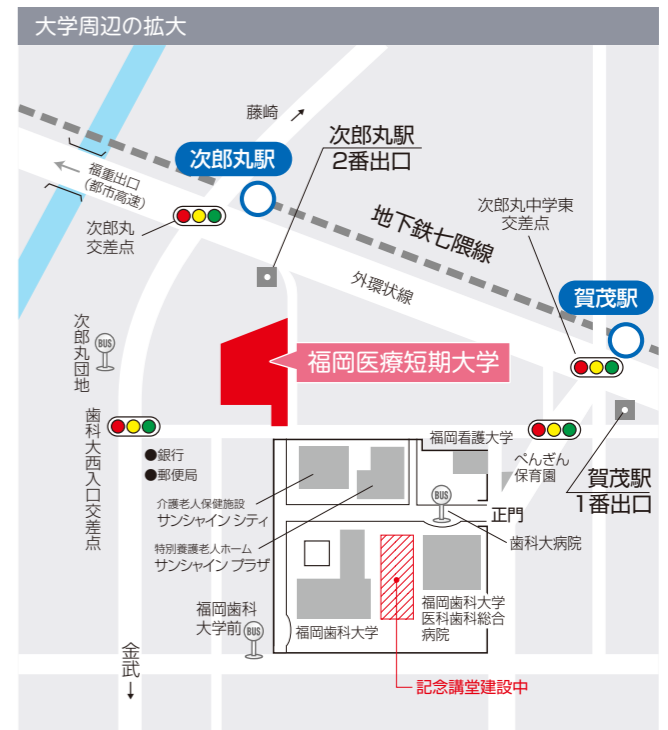 大学周辺の拡大
藤崎
次郎丸駅
2番出口
次郎丸駅
福重出口
(都市高速)
次郎丸
交差点
地下鉄七隈線
次郎丸中学東
交差点
外環状線
賀茂駅
次郎丸団地
BUS
福岡医療短期大学
歯科大西入口交差点
●銀行
●郵便局
福岡看護大学
ぺんぎん
保育園
賀茂駅
1番出口
介護老人保健施設
サンシャイン シティ
BUS
正門
歯科大病院
特別養護老人ホーム
サンシャイン プラザ
福岡歯科
大学前
BUS
福岡歯科大学
福岡歯科大学
医科歯科総合
病院
金武
記念講堂建設中